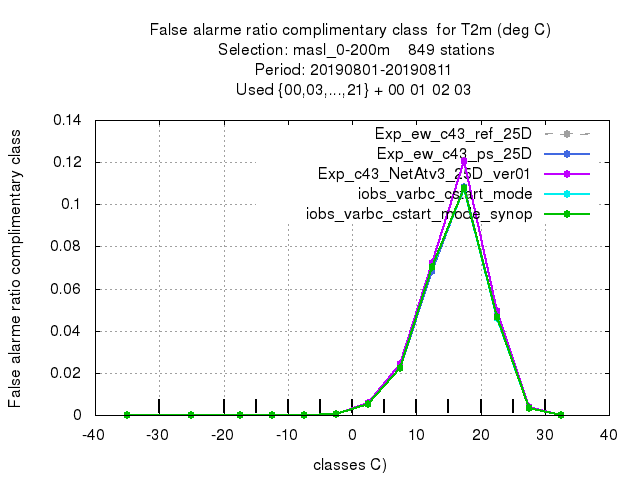 False alarme ratio complimentary class  for T2m (deg C)
Selection: masl_0-200m    849 stations
Period: 20190801-20190811
Used {00,03,...,21} + 00 01 02 03
False alarme ratio complimentary class
0.14
0.12
0.1
0.08
0.06
0.04
0.02
0
Exp_ew_c43_ref_25D
Exp_ew_c43_ps_25D
Exp_c43_NetAtv3_25D_ver01
iobs_varbc_cstart_mode
iobs_varbc_cstart_mode_synop
-40 -30 -20 -10 0 10 20 30 40
classes C)